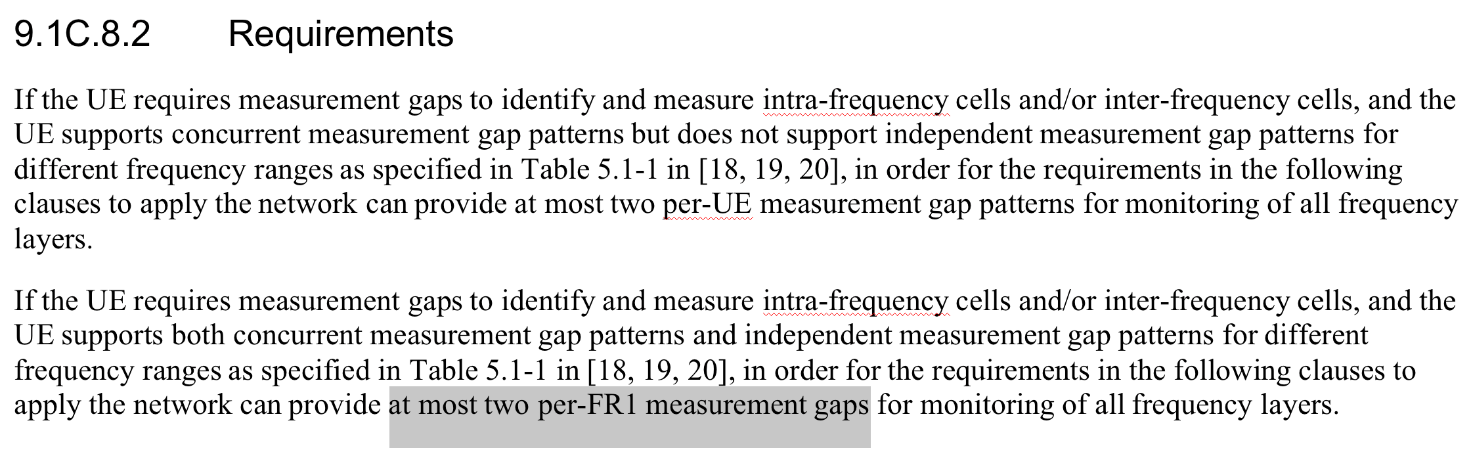 9.1C.8.2 Requirements
If the UE requires measurement gaps to identify and measure intra-frequency cells and/or inter-frequency cells, and the
UE supports concurrent measurement gap patterns but does not support independent measurement gap patterns for
different frequency ranges as specified in Table 5.1-1 in [18, 19, 20], in order for the requirements in the following
clauses to apply the network can provide at most two per-UE measurement gap patterns for monitoring of all frequency
layers.
If the UE requires measurement gaps to identify and measure intra-frequency cells and/or inter-frequency cells, and the
UE supports both concurrent measurement gap patterns and independent measurement gap patterns for different
frequency ranges as specified in Table 5.1-1 in [18, 19, 20], in order for the requirements in the following clauses to
apply the network can provide at most two per-FR1 measurement gaps for monitoring of all frequency layers.